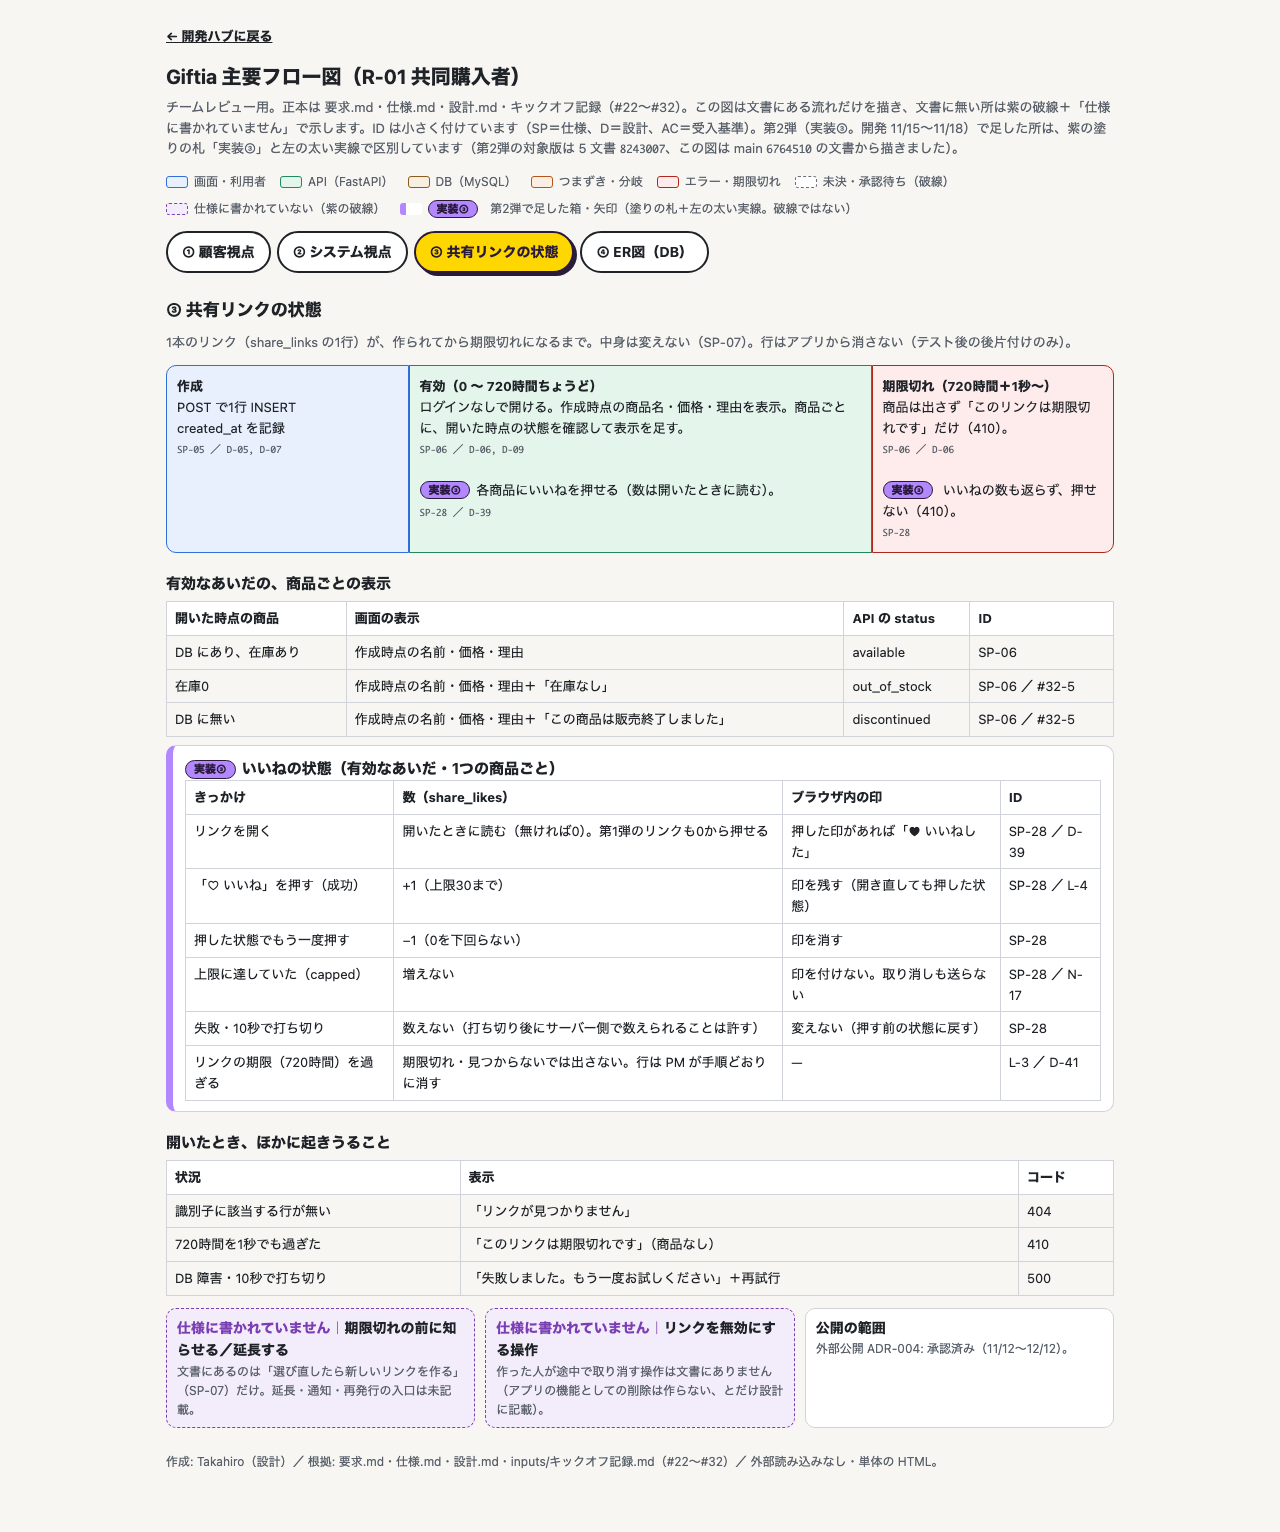 ← 開発ハブに戻る
Giftia 主要フロー図（R-01 共同購入者）
チームレビュー用。正本は 要求.md・仕様.md・設計.md・キックオフ記録（#22〜#32）。この図は文書にある流れだけを描き、文書に無い所は紫の破線＋「仕様
に書かれていません」で示します。ID は小さく付けています（SP＝仕様、D＝設計、AC＝受入基準）。第2弾（実装③。開発 11/15〜11/18）で足した所は、紫の塗
りの札「実装③」と左の太い実線で区別しています（第2弾の対象版は 5 文書 8243007、この図は main 6764510 の文書から描きました）。
画面・利用者 API（FastAPI） DB（MySQL） つまずき・分岐 エラー・期限切れ 未決・承認待ち（破線）
仕様に書かれていない（紫の破線） 実装③ 第2弾で足した箱・矢印（塗りの札＋左の太い実線。破線ではない）
① 顧客視点 ② システム視点 ③ 共有リンクの状態 ④ ER図（DB）
③ 共有リンクの状態
1本のリンク（share_links の1行）が、作られてから期限切れになるまで。中身は変えない（SP-07）。行はアプリから消さない（テスト後の後片付けのみ）。
作成
POST で1行 INSERT
created_at を記録
SP-05 ／ D-05, D-07
有効（0 〜 720時間ちょうど）
ログインなしで開ける。作成時点の商品名・価格・理由を表示。商品ごと
に、開いた時点の状態を確認して表示を足す。
SP-06 ／ D-06, D-09
実装③ 各商品にいいねを押せる（数は開いたときに読む）。
SP-28 ／ D-39
期限切れ（720時間＋1秒〜）
商品は出さず「このリンクは期限切
れです」だけ（410）。
SP-06 ／ D-06
実装③ いいねの数も返らず、押せ
ない（410）。
SP-28
有効なあいだの、商品ごとの表示
開いた時点の商品 画面の表示 API の status ID
DB にあり、在庫あり 作成時点の名前・価格・理由 available SP-06
在庫0 作成時点の名前・価格・理由＋「在庫なし」 out_of_stock SP-06 ／ #32-5
DB に無い 作成時点の名前・価格・理由＋「この商品は販売終了しました」 discontinued SP-06 ／ #32-5
実装③ いいねの状態（有効なあいだ・1つの商品ごと）
きっかけ 数（share_likes） ブラウザ内の印 ID
リンクを開く 開いたときに読む（無ければ0）。第1弾のリンクも0から押せる 押した印があれば「♥ いいねし SP-28 ／ D-
た」 39
「♡ いいね」を押す（成功） +1（上限30まで） 印を残す（開き直しても押した状 SP-28 ／ L-4
態）
押した状態でもう一度押す −1（0を下回らない） 印を消す SP-28
上限に達していた（capped） 増えない 印を付けない。取り消しも送らな SP-28 ／ N-
い 17
失敗・10秒で打ち切り 数えない（打ち切り後にサーバー側で数えられることは許す） 変えない（押す前の状態に戻す） SP-28
リンクの期限（720時間）を過 期限切れ・見つからないでは出さない。行は PM が手順どおり — L-3 ／ D-41
ぎる に消す
開いたとき、ほかに起きうること
状況 表示 コード
識別子に該当する行が無い 「リンクが見つかりません」 404
720時間を1秒でも過ぎた 「このリンクは期限切れです」（商品なし） 410
DB 障害・10秒で打ち切り 「失敗しました。もう一度お試しください」＋再試行 500
仕様に書かれていません｜期限切れの前に知
らせる／延長する
文書にあるのは「選び直したら新しいリンクを作る」
（SP-07）だけ。延長・通知・再発行の入口は未記
載。
仕様に書かれていません｜リンクを無効にす
る操作
作った人が途中で取り消す操作は文書にありません
（アプリの機能としての削除は作らない、とだけ設計
に記載）。
公開の範囲
外部公開 ADR-004: 承認済み（11/12〜12/12）。
作成: Takahiro（設計）／ 根拠: 要求.md・仕様.md・設計.md・inputs/キックオフ記録.md（#22〜#32）／ 外部読み込みなし・単体の HTML。